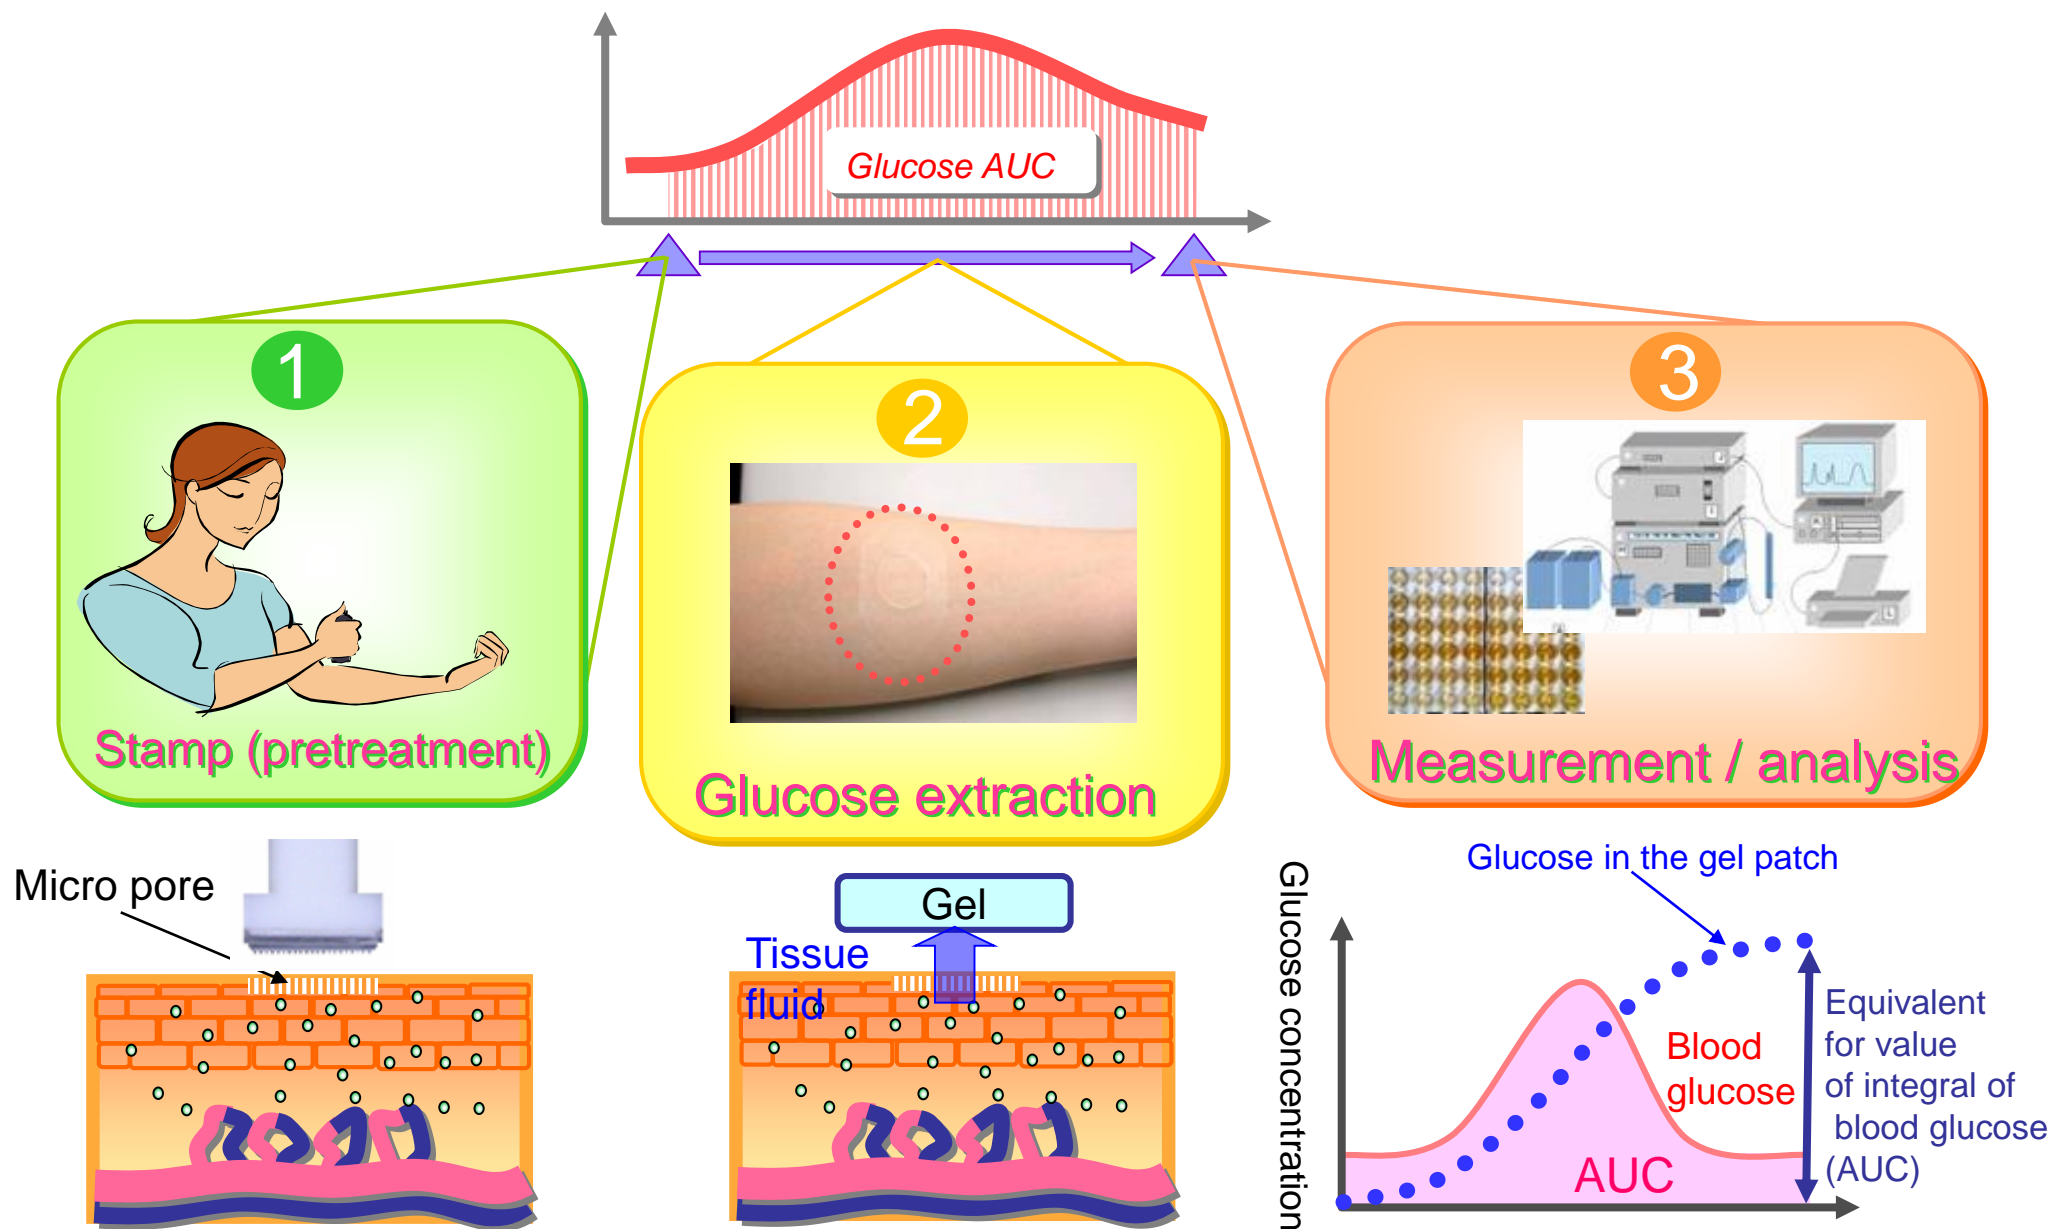 Glucose AUC
1
2
3
Stamp (pretreatment)
Glucose extraction
Measurement / analysis
Micro pore
Gel
Tissue
fluid
Glucose in the gel patch
Glucose concentration
Blood
glucose
AUC
Equivalent
for value
of integral of
blood glucose
(AUC)